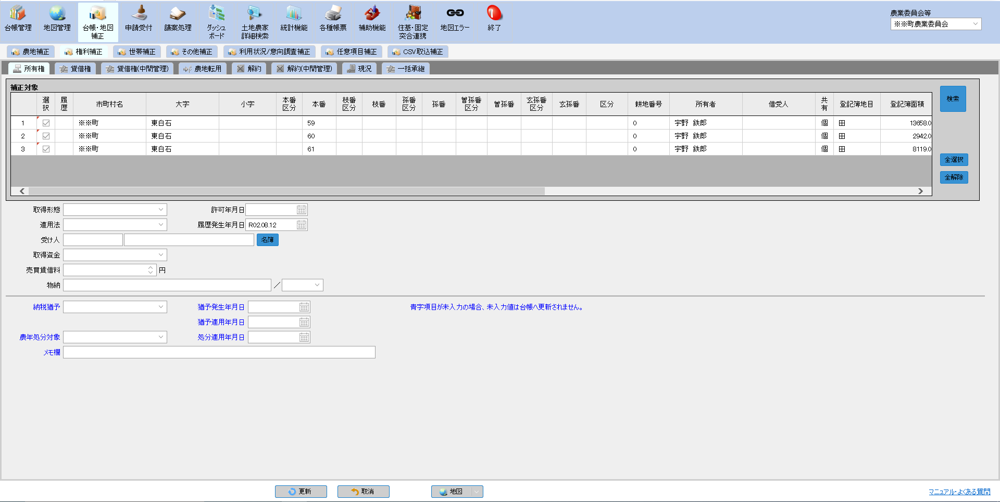 台帳管理 地図管理 台帳・地図補正 申請受付 議案処理 ダッシュボード 土地農家詳細検索 統計機能 各種帳票 補助機能 住基・固定突合連携 地図エラー 終了
農業委員会等
※※町農業委員会
農地補正 権利補正 世帯補正 その他補正 利用状況/意向調査補正 任意項目補正 CSV取込補正
所有権 貸借権 貸借権(中間管理) 農地転用 解約 解約(中間管理) 現況 一括承継
補正対象
選択 履歴 市町村名 大字 小字 本番区分 本番 枝番区分 枝番 孫番区分 孫番 曽孫番区分 曽孫番 玄孫番区分 玄孫番 区分 耕地番号 所有者 借受人 共有 登記簿地目 登記簿面積
1 ※※町 東白石 59 0 宇野 鉄郎 個 田 13658.0
2 ※※町 東白石 60 0 宇野 鉄郎 個 田 2942.0
3 ※※町 東白石 61 0 宇野 鉄郎 個 田 8119.0
検索
全選択
全解除
取得形態 許可年月日
適用法 履歴発生年月日 R02.08.12
受け人 名簿
取得資金
売買賃借料 円
物納 ／
納税猶予 猶予発生年月日 青字項目が未入力の場合、未入力値は台帳へ更新されません。
猶予適用年月日
農年処分対象 処分適用年月日
メモ欄
更新 取消 地図
マニュアル・よくある質問